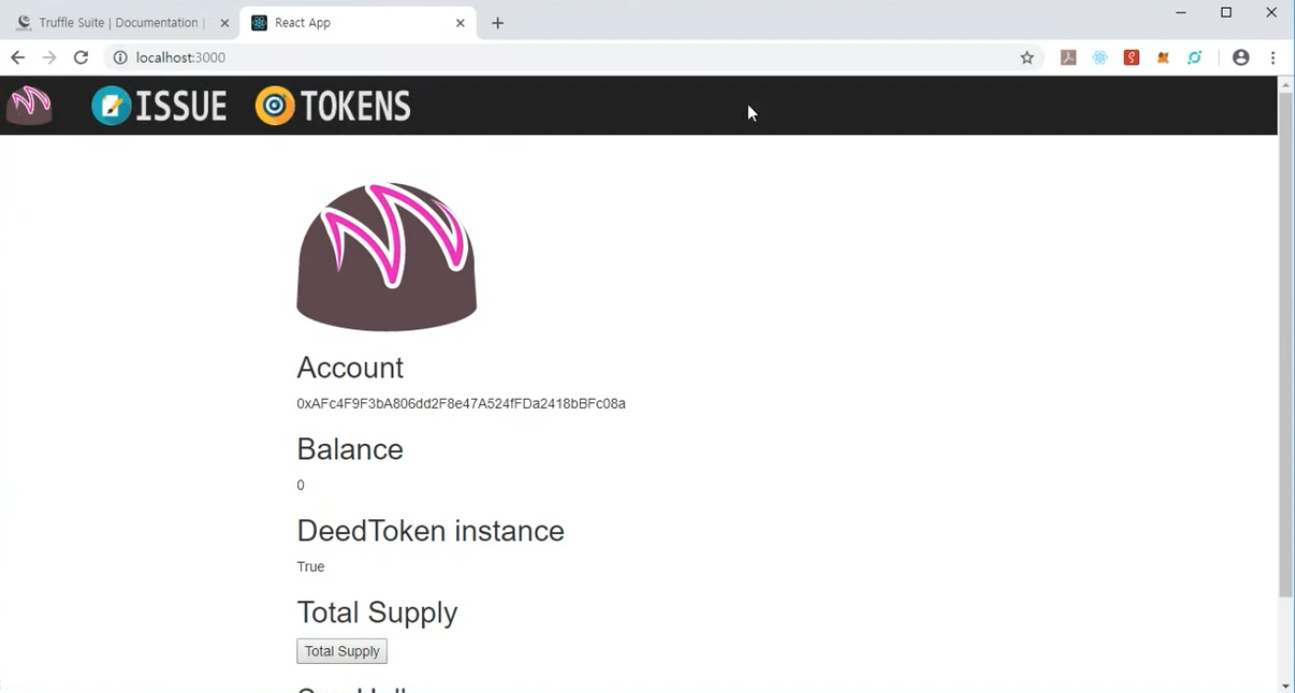 Truffle Suite | Documentation |
React App
localhost:3000
ISSUE
TOKENS
Account
0xAFc4F9F3bA806dd2F8e47A524fFDa2418bBFc08a
Balance
0
DeedToken instance
True
Total Supply
Total Supply